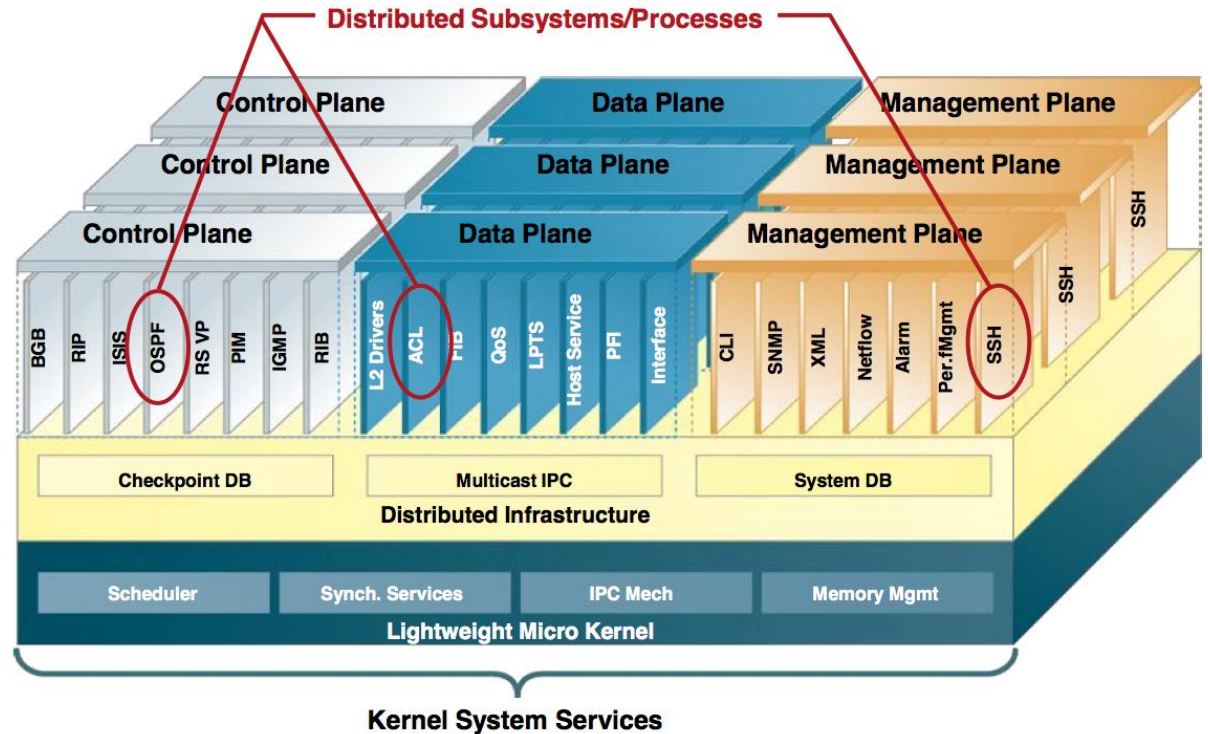 Distributed Subsystems/Processes
Control Plane
Data Plane
Management Plane
Control Plane
Data Plane
Management Plane
Control Plane
Data Plane
Management Plane
SSH
SSH
BGB
RIP
ISIS
OSPF
RS VP
PIM
IGMP
RIB
L2 Drivers
ACL
FIB
QoS
LPTS
Host Service
PFI
Interface
CLI
SNMP
XML
Netflow
Alarm
Per.fMgmt
SSH
Checkpoint DB
Multicast IPC
System DB
Distributed Infrastructure
Scheduler
Synch. Services
IPC Mech
Memory Mgmt
Lightweight Micro Kernel
Kernel System Services